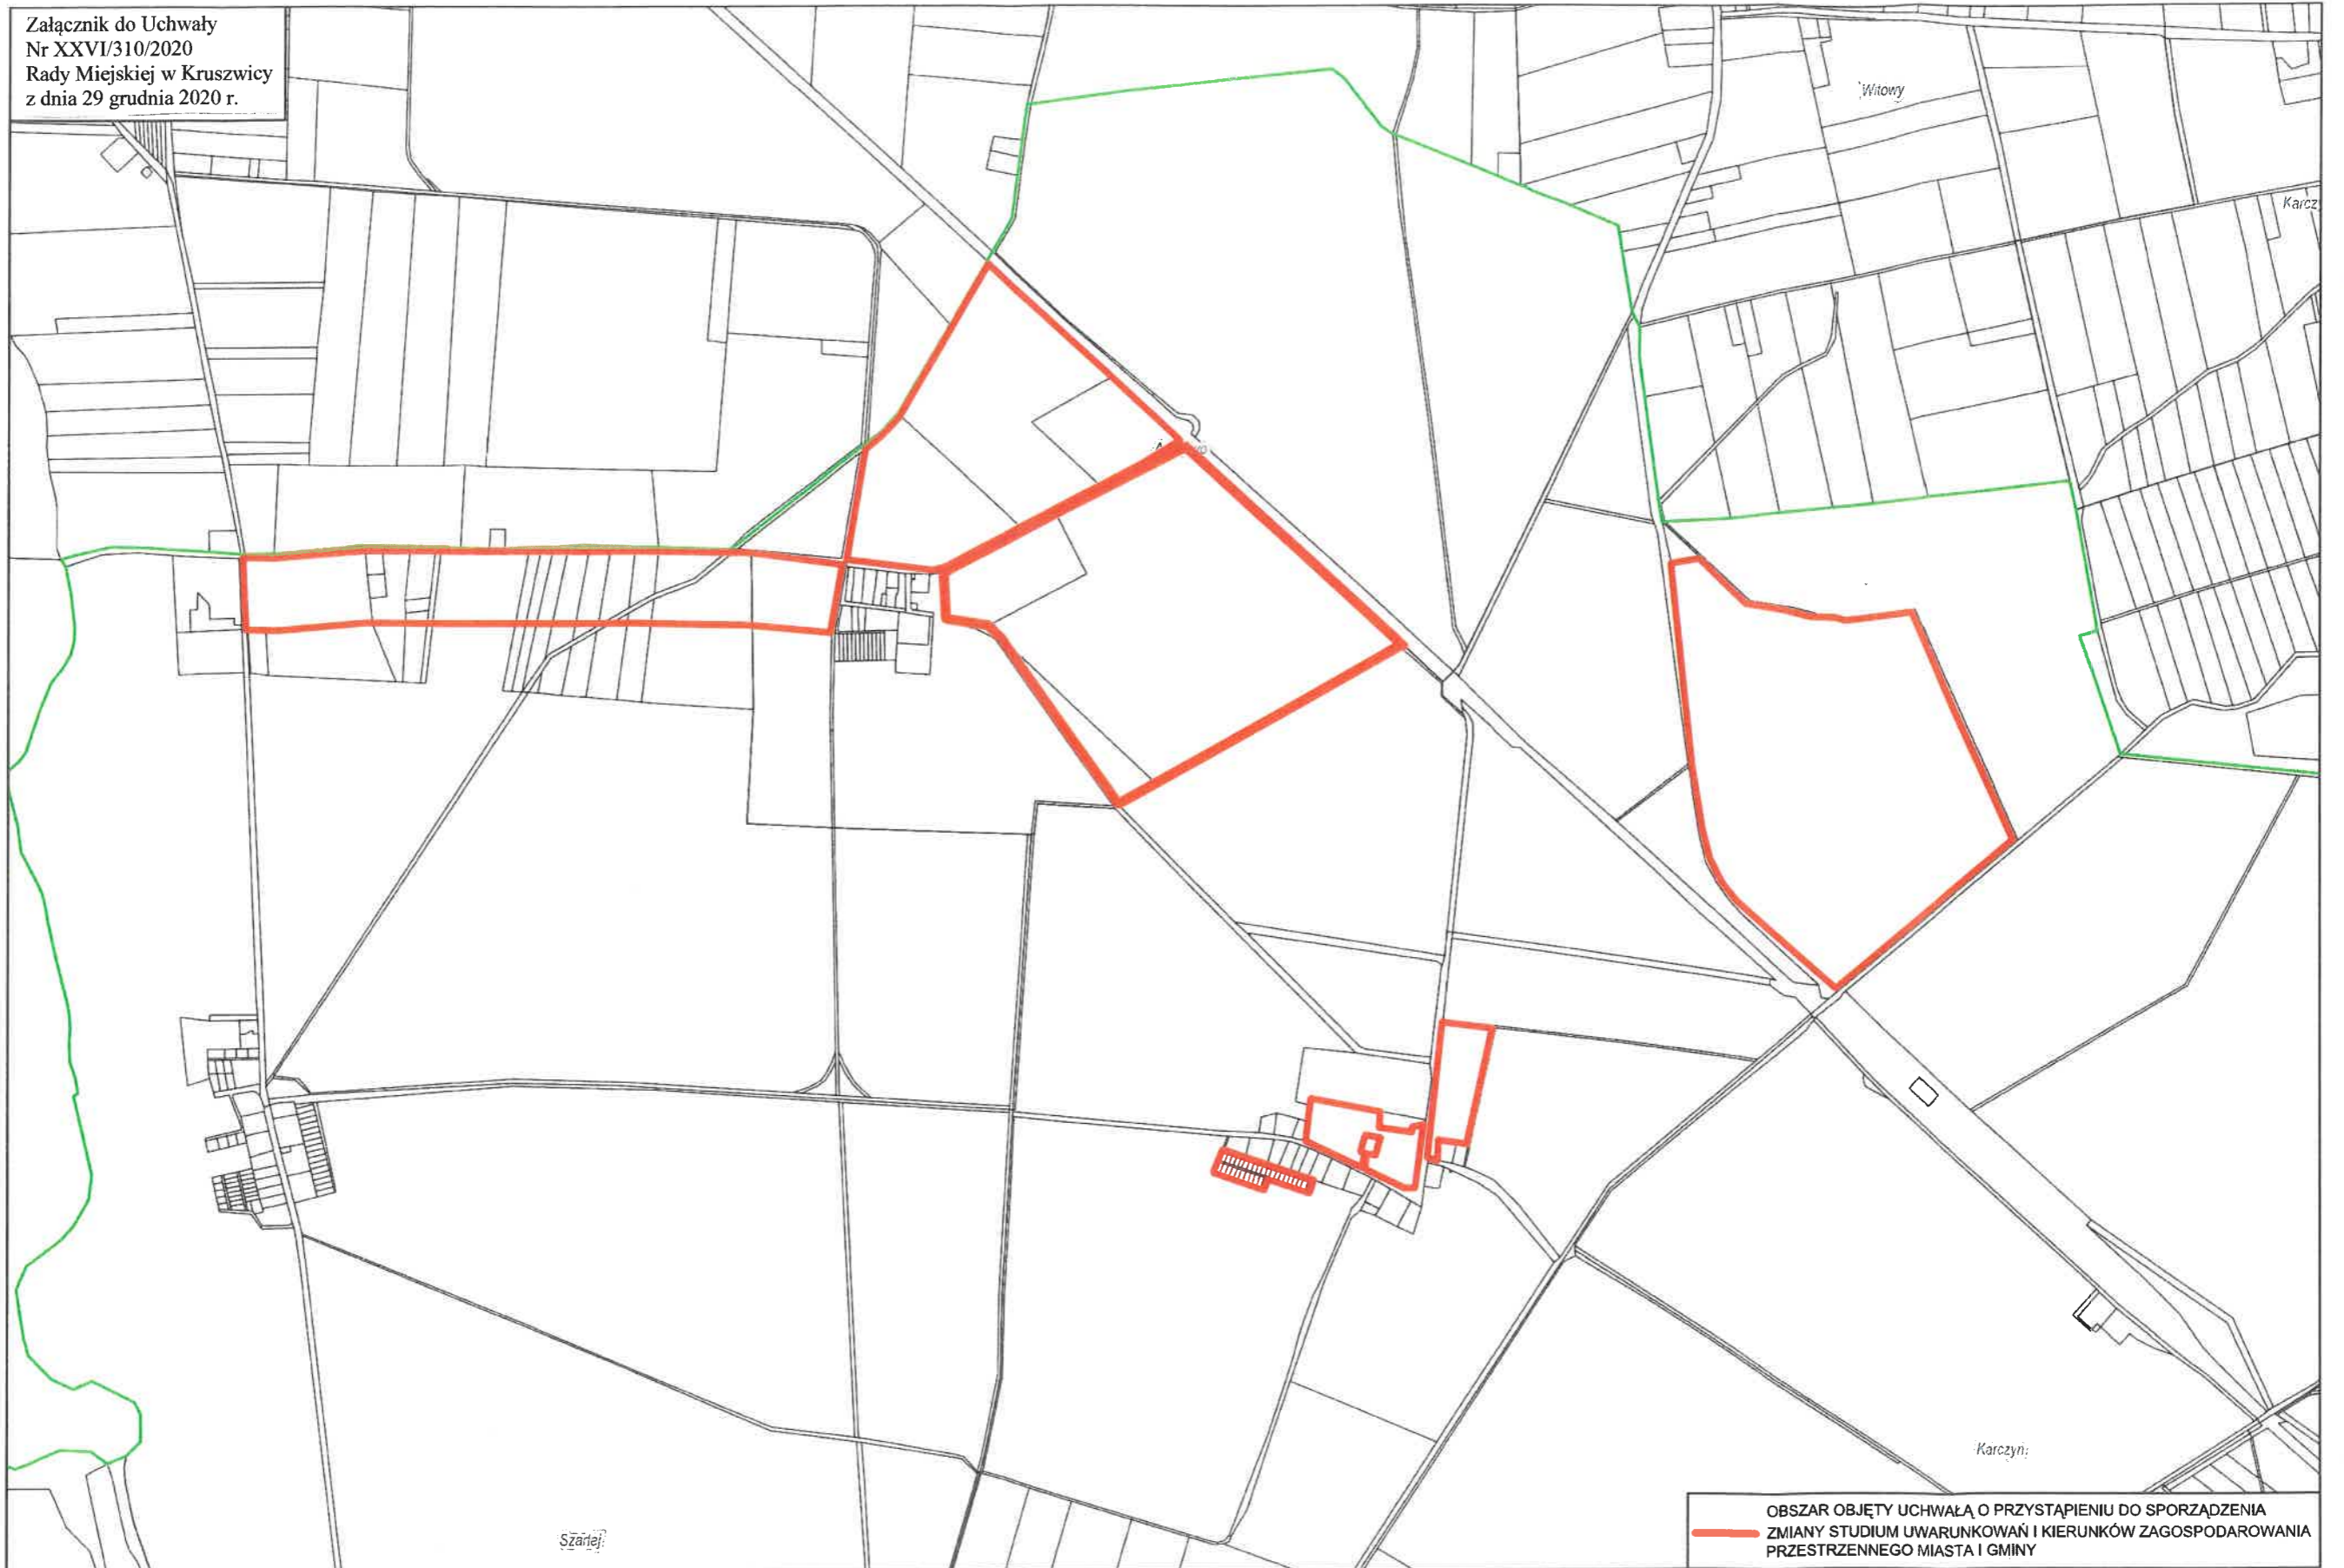 Załącznik do Uchwały
Nr XXVI/310/2020
Rady Miejskiej w Kruszwicy
z dnia 29 grudnia 2020 r.
Witowy
Karcz
Karczyn
Szarlej
OBSZAR OBJĘTY UCHWAŁĄ O PRZYSTĄPIENIU DO SPORZĄDZENIA
ZMIANY STUDIUM UWARUNKOWAŃ I KIERUNKÓW ZAGOSPODAROWANIA
PRZESTRZENNEGO MIASTA I GMINY